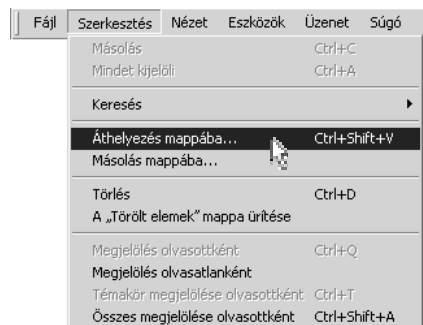 Fájl Szerkesztés Nézet Eszközök Üzenet Súgó
Másolás Ctrl+C
Mindet kijelöli Ctrl+A
Keresés
Áthelyezés mappába... Ctrl+Shift+V
Másolás mappába...
Törlés Ctrl+D
A „Törölt elemek” mappa ürítése
Megjelölés olvasottként Ctrl+Q
Megjelölés olvasatlanként
Témakör megjelölése olvasottként Ctrl+T
Összes megjelölése olvasottként Ctrl+Shift+A